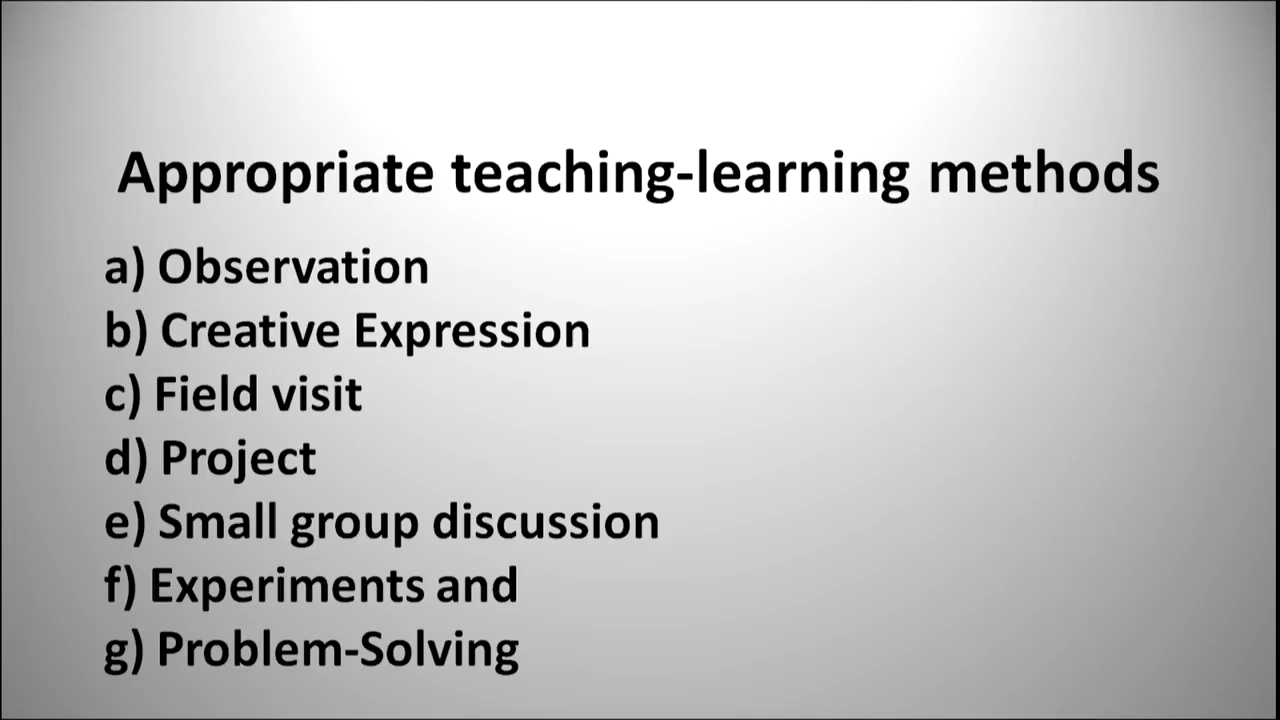 Appropriate teaching-learning methods
a) Observation
b) Creative Expression
c) Field visit
d) Project
e) Small group discussion
f) Experiments and
g) Problem-Solving